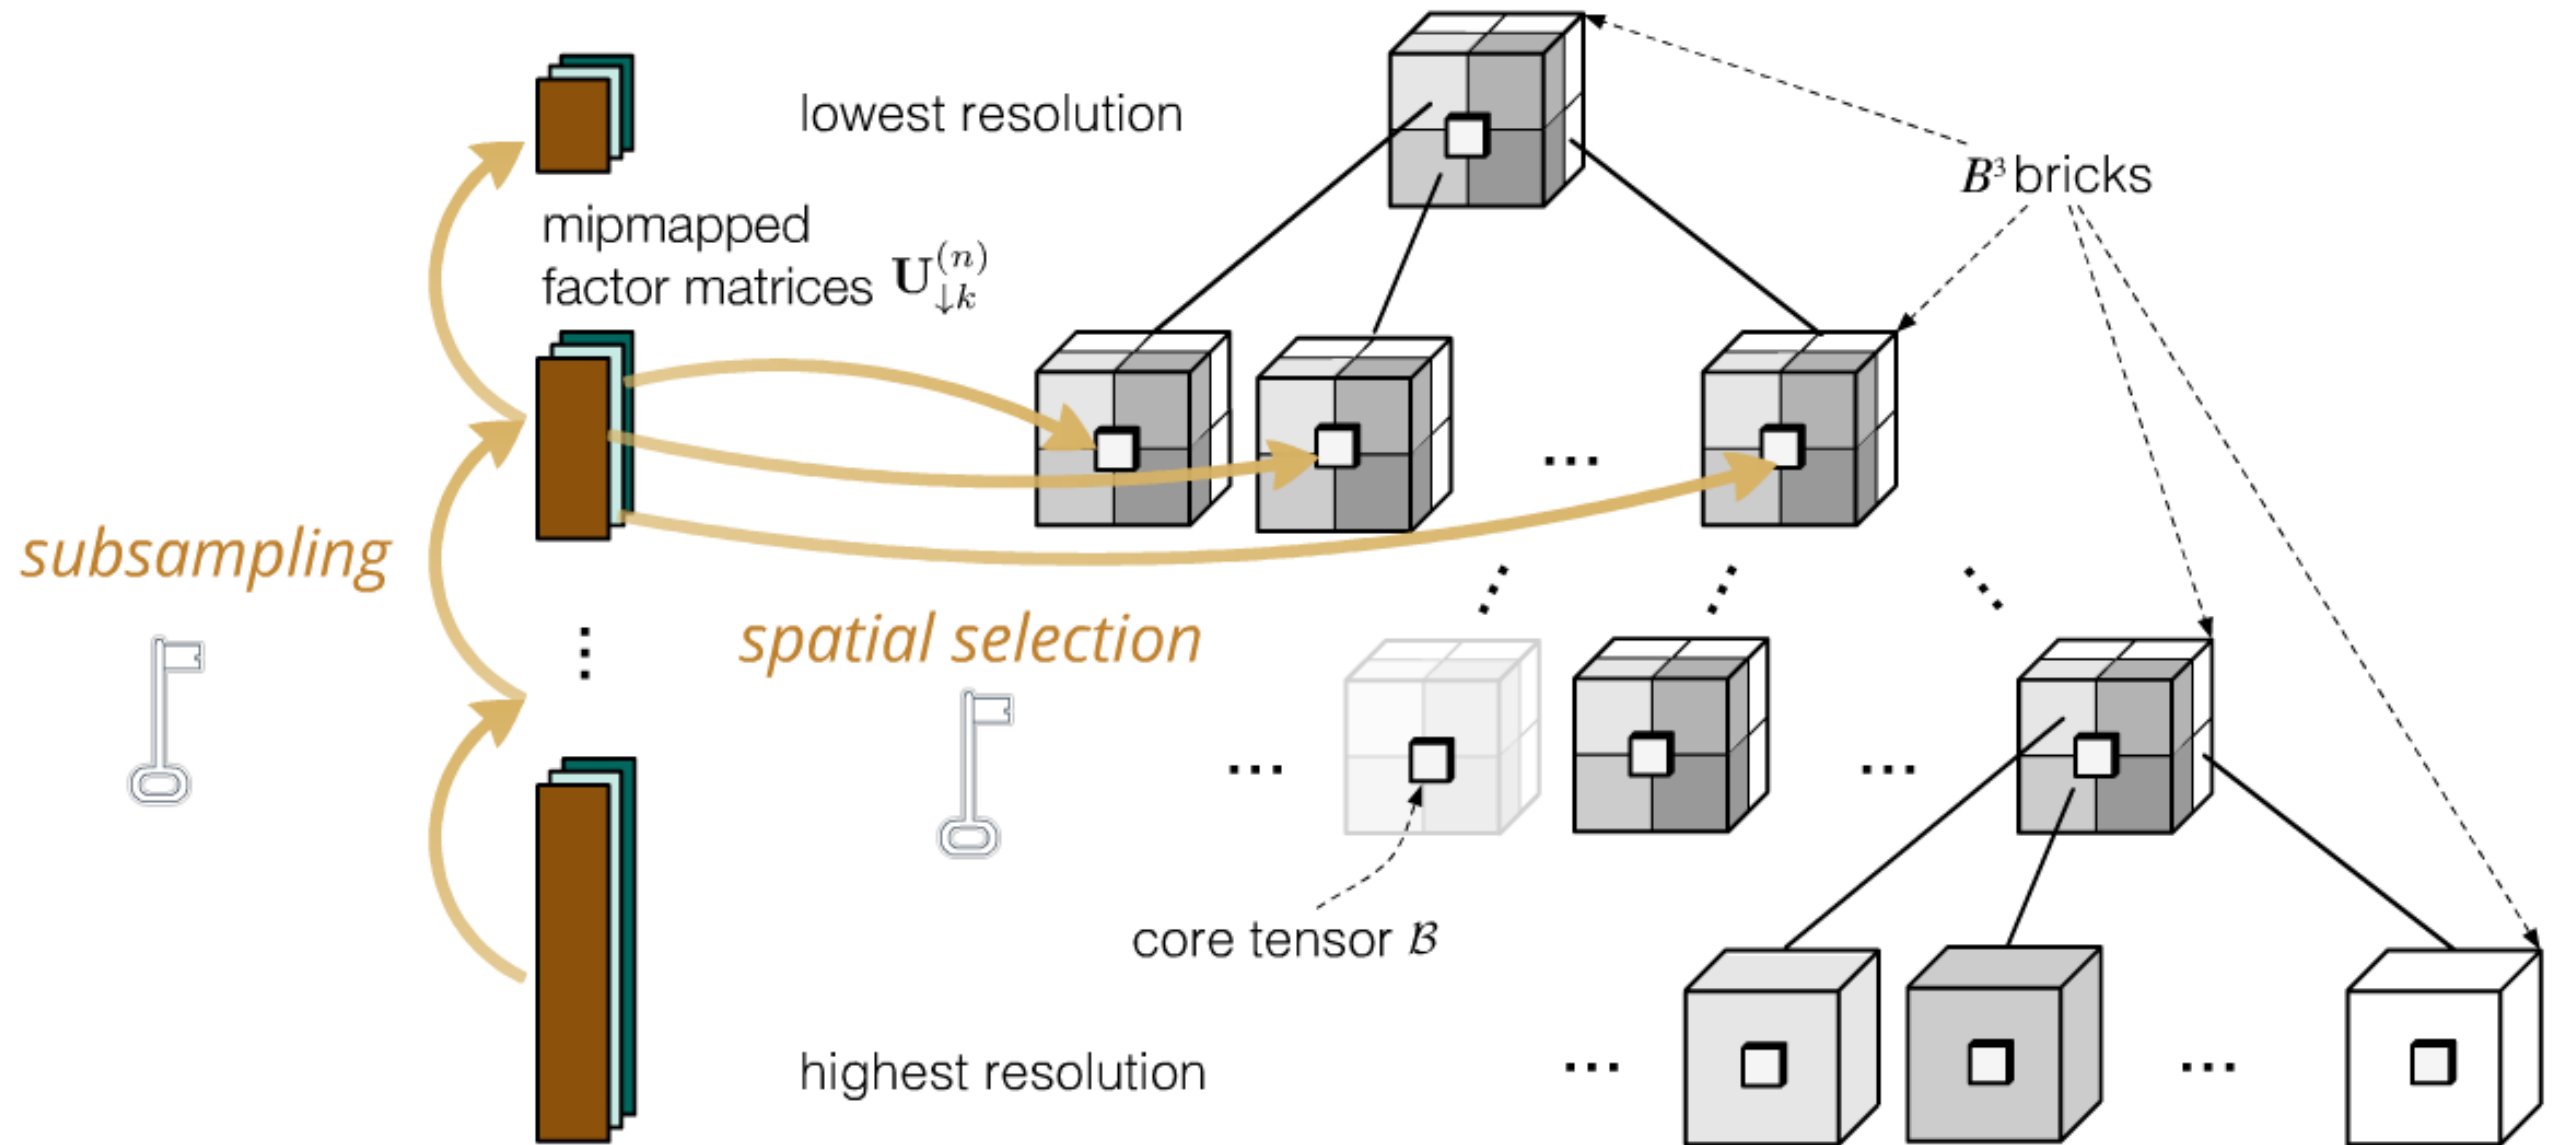 lowest resolution
B³ bricks
mipmapped
factor matrices U↓k(n)
...
subsampling
spatial selection
...
...
...
core tensor B
highest resolution
...
...